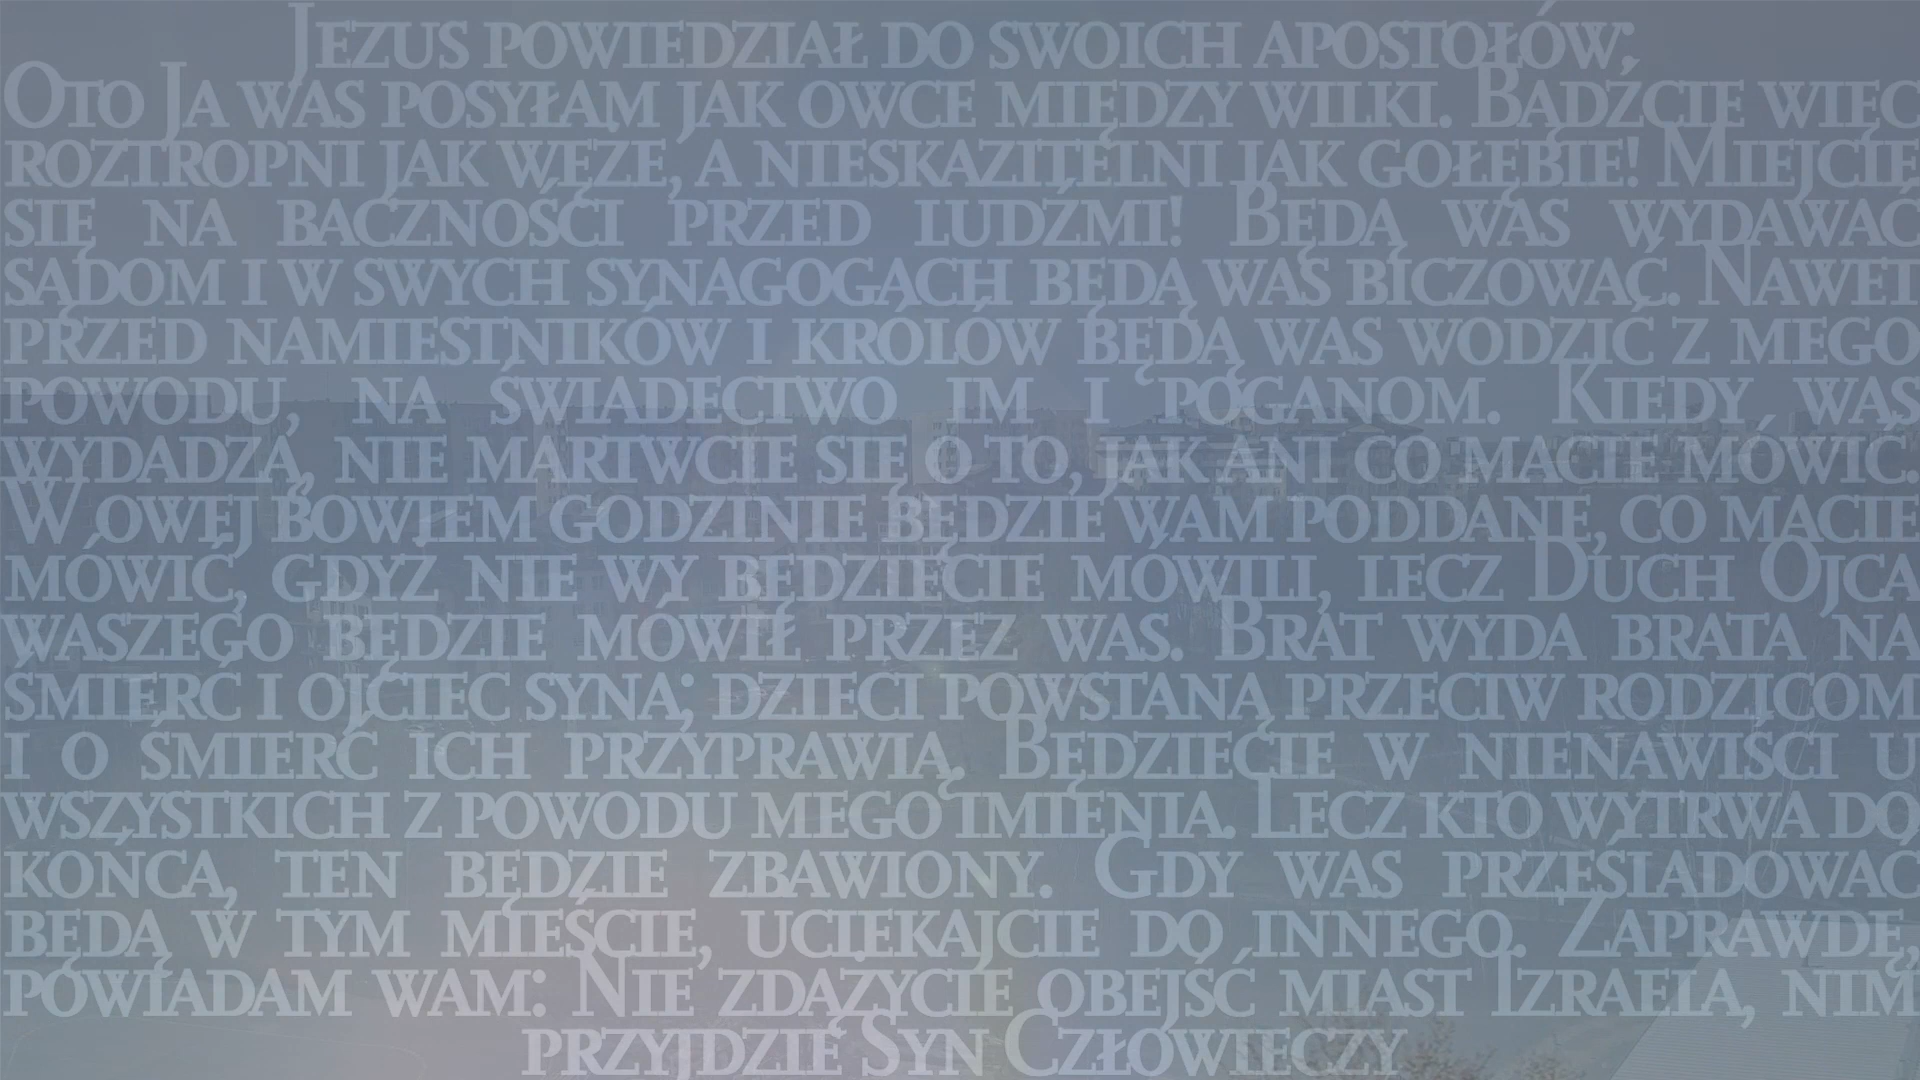 Jezus powiedział do swoich apostołów:
Oto Ja was posyłam jak owce między wilki. Bądźcie więc
roztropni jak węże, a nieskazitelni jak gołębie! Miejcie
się na baczności przed ludźmi! Będą was wydawać
sądom i w swych synagogach będą was biczować. Nawet
przed namiestników i królów będą was wodzić z mego
powodu, na świadectwo im i poganom. Kiedy was
wydadzą, nie martwcie się o to, jak ani co macie mówić.
W owej bowiem godzinie będzie wam poddane, co macie
mówić, gdyż nie wy będziecie mówili, lecz Duch Ojca
waszego będzie mówił przez was. Brat wyda brata na
śmierć i ojciec syna; dzieci powstaną przeciw rodzicom
i o śmierć ich przyprawią. Będziecie w nienawiści u
wszystkich z powodu mego imienia. Lecz kto wytrwa do
końca, ten będzie zbawiony. Gdy was prześladować
będą w tym mieście, uciekajcie do innego. Zaprawdę,
powiadam wam: Nie zdążycie obejść miast Izraela, nim
przyjdzie Syn Człowieczy